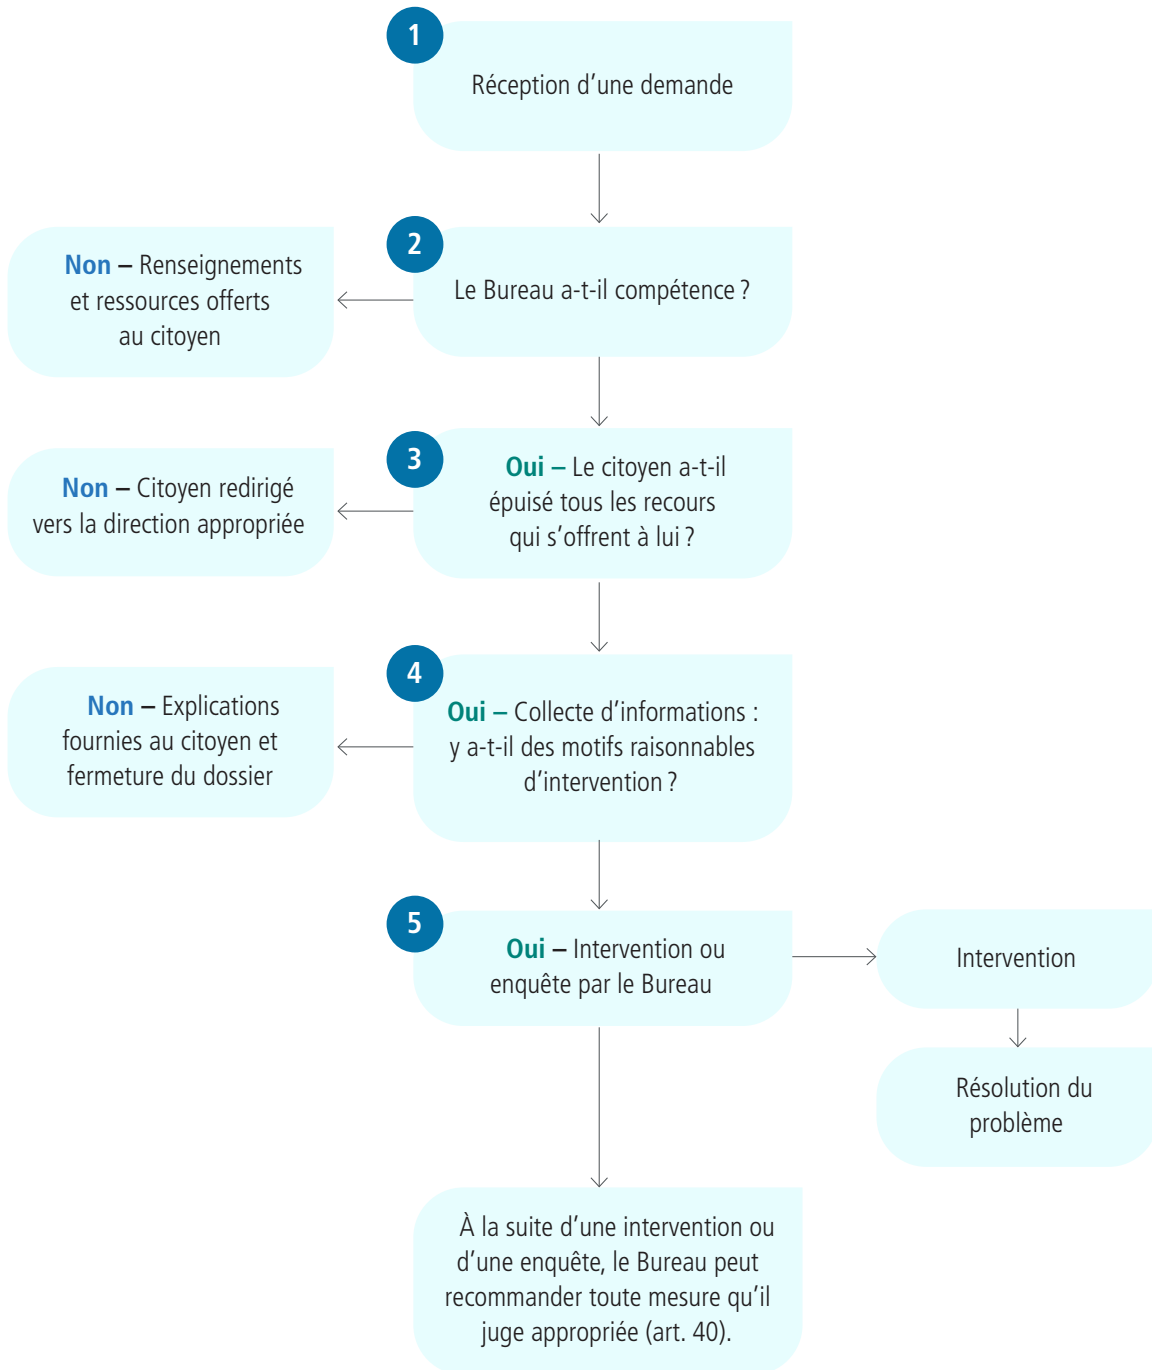 1
Réception d’une demande
2
Le Bureau a-t-il compétence ?
Non – Renseignements
et ressources offerts
au citoyen
3
Oui – Le citoyen a-t-il
épuisé tous les recours
qui s’offrent à lui ?
Non – Citoyen redirigé
vers la direction appropriée
4
Oui – Collecte d’informations :
y a-t-il des motifs raisonnables
d’intervention ?
Non – Explications
fournies au citoyen et
fermeture du dossier
5
Oui – Intervention ou
enquête par le Bureau
Intervention
Résolution du
problème
À la suite d’une intervention ou
d’une enquête, le Bureau peut
recommander toute mesure qu’il
juge appropriée (art. 40).